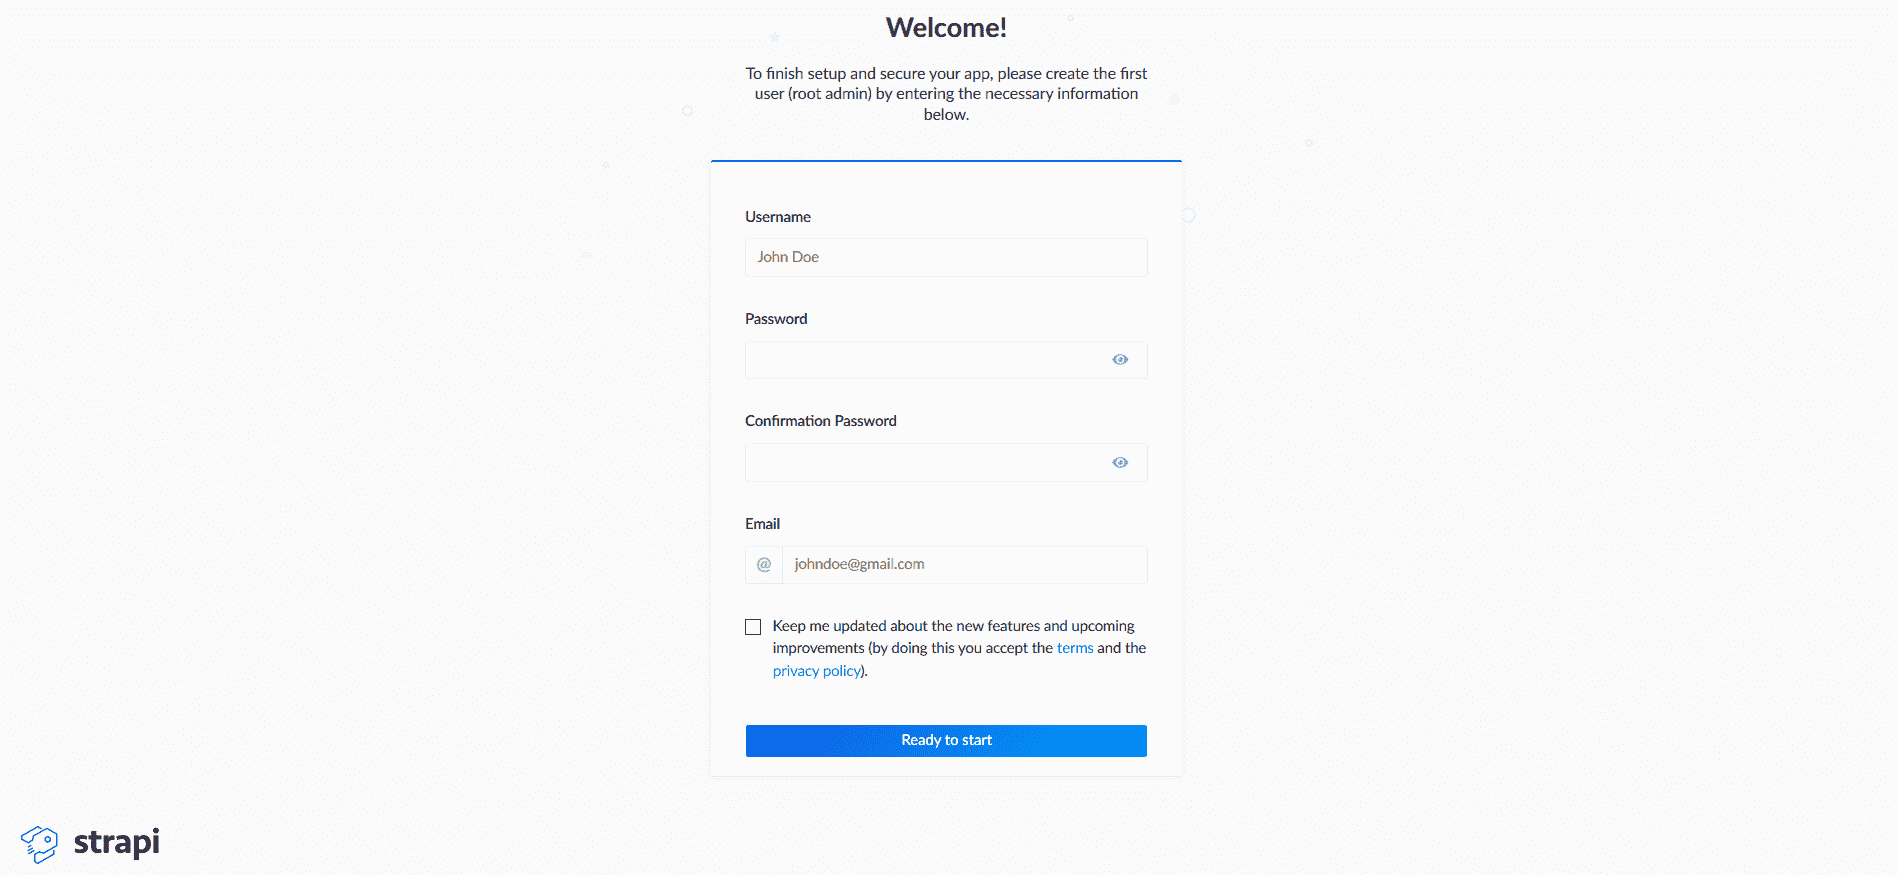 Welcome!
To finish setup and secure your app, please create the first
user (root admin) by entering the necessary information
below.
Username
John Doe
Password
Confirmation Password
Email
@ johndoe@gmail.com
Keep me updated about the new features and upcoming
improvements (by doing this you accept the terms and the
privacy policy).
Ready to start
strapi